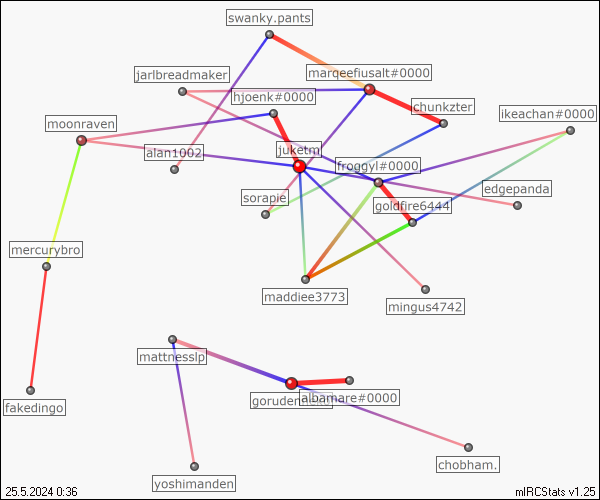 swanky.pants
marqeefiusalt#0000
jarlbreadmaker
hjoenk#0000
chunkzter
ikeachan#0000
moonraven
juketm
alan1002
froggyl#0000
edgepanda
sorapie
goldfire6444
mercurybro
maddiee3773
mingus4742
mattnesslp
albamare#0000
fakedingo
chobham.
yoshimanden
25.5.2024 0:36
mIRCStats v1.25